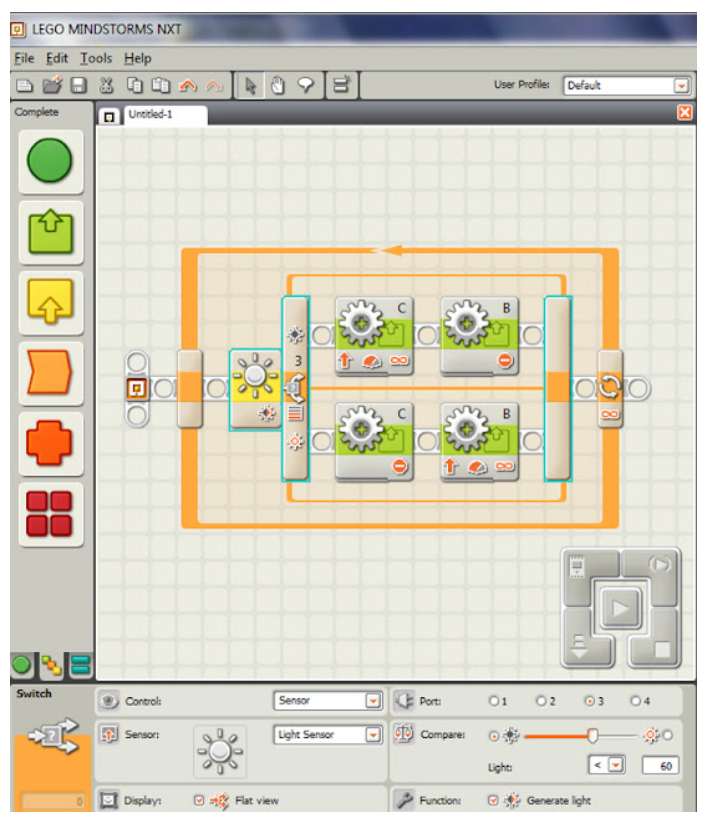 LEGO MINDSTORMS NXT
File Edit Tools Help
User Profile: Default
Complete
Untitled-1
C B
3
C B
Switch
Control: Sensor
Port: 1 2 3 4
Sensor: Light Sensor
Compare:
Light: < 60
0
Display: Flat view
Function: Generate light